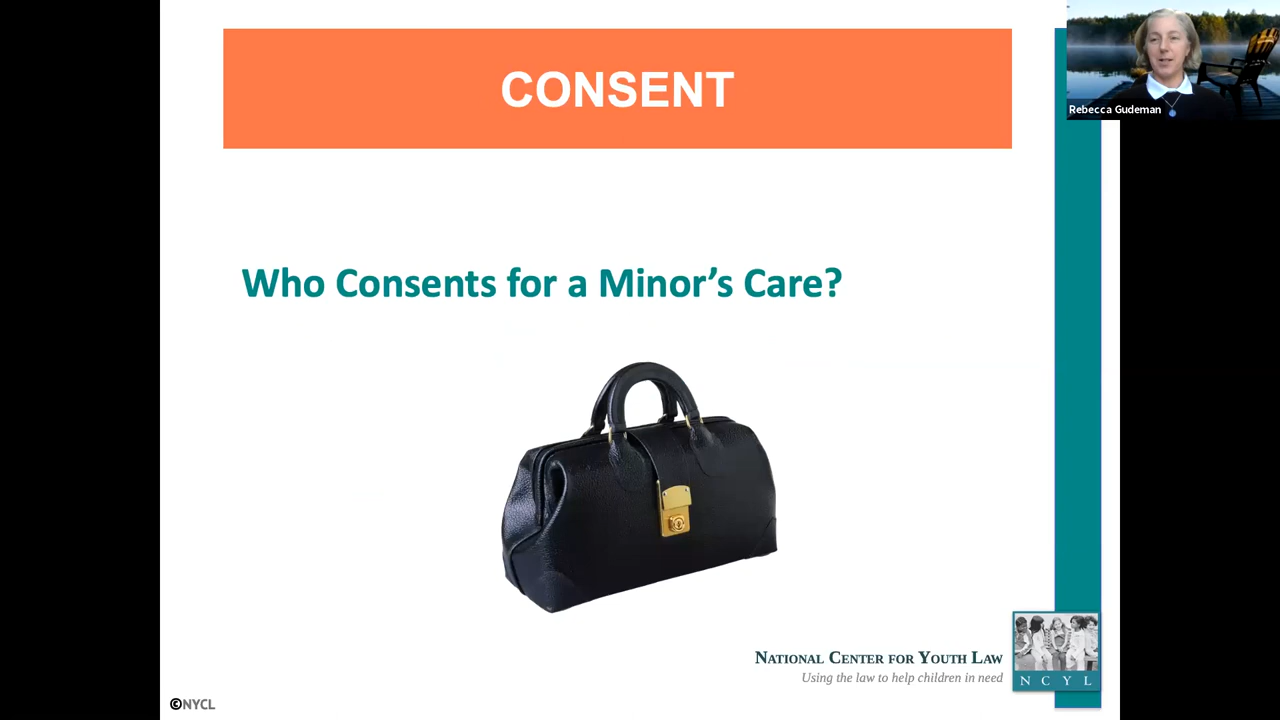 CONSENT
Rebecca Gudeman
Who Consents for a Minor's Care?
NATIONAL CENTER FOR YOUTH LAW
Using the law to help children in need
N C Y L
©NYCL